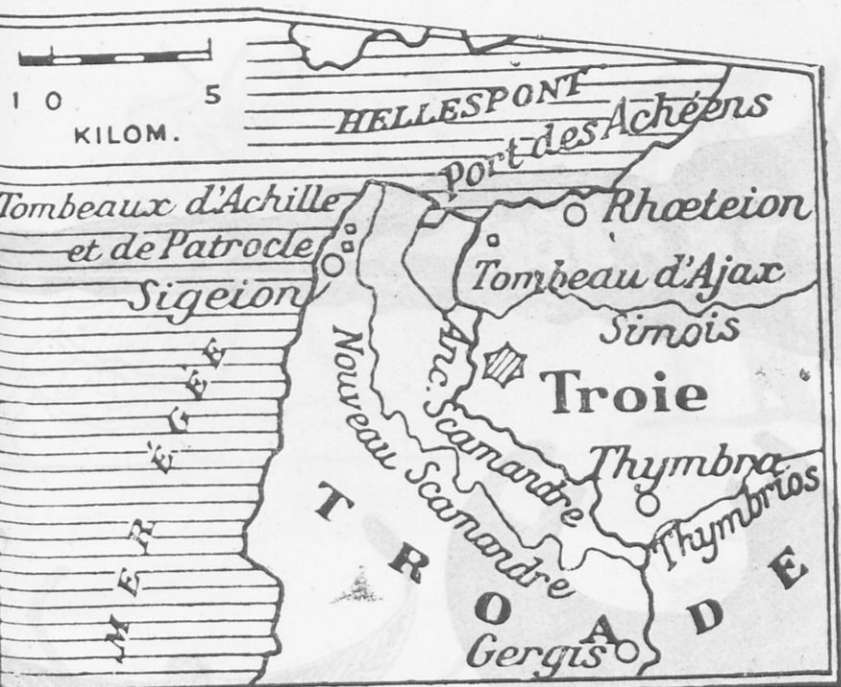 1 0 5
KILOM.
HELLESPONT
Port des Achéens
Tombeaux d'Achille
et de Patrocle
Sigeion
Rhœteion
Tombeau d'Ajax
Simois
Troie
Anc. Scamandre
Nouveau Scamandre
Thymbra
Thymbrios
MER ÉGÉE
TROADE
Gergis